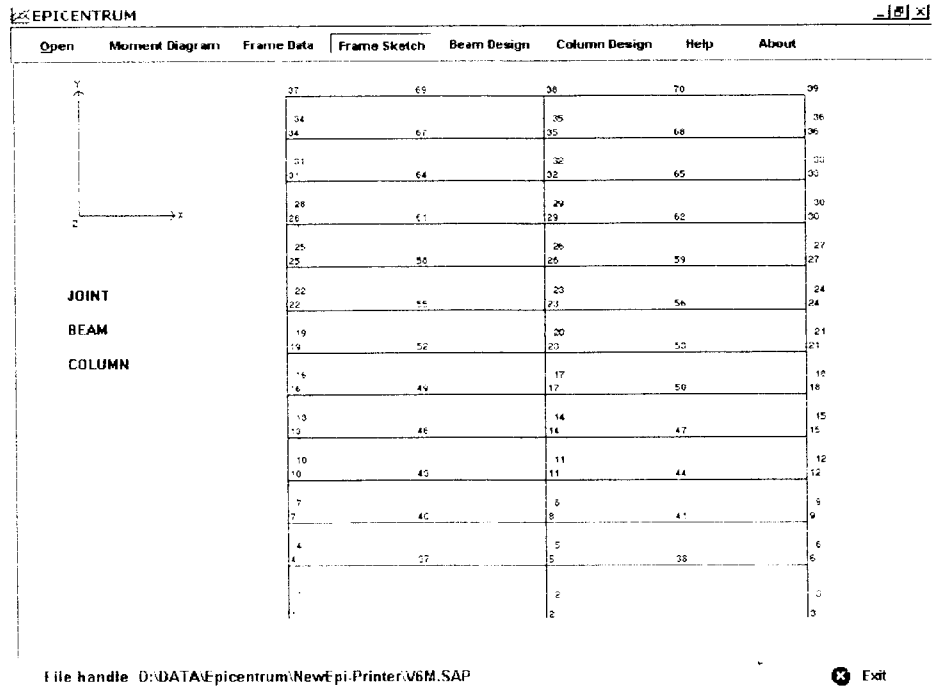 EPICENTRUM
Open Moment Diagram Frame Data Frame Sketch Beam Design Column Design Help About
Y
37 69 38 70 39
34 35 36
34 67 35 68 36
31 32 33
31 64 32 65 33
28 29 30
28 61 29 62 30
Z X
25 26 27
25 58 26 59 27
22 23 24
22 55 23 56 24
JOINT
19 20 21
BEAM
19 52 20 53 21
COLUMN
16 17 18
16 49 17 50 18
13 14 15
13 46 14 47 15
10 11 12
10 43 11 44 12
7 8 9
7 40 8 41 9
4 5 6
4 37 5 38 6
1 2 3
1 2 3
File handle D:\DATA\Epicentrum\NewEpi-Printer\V6M.SAP
Exit